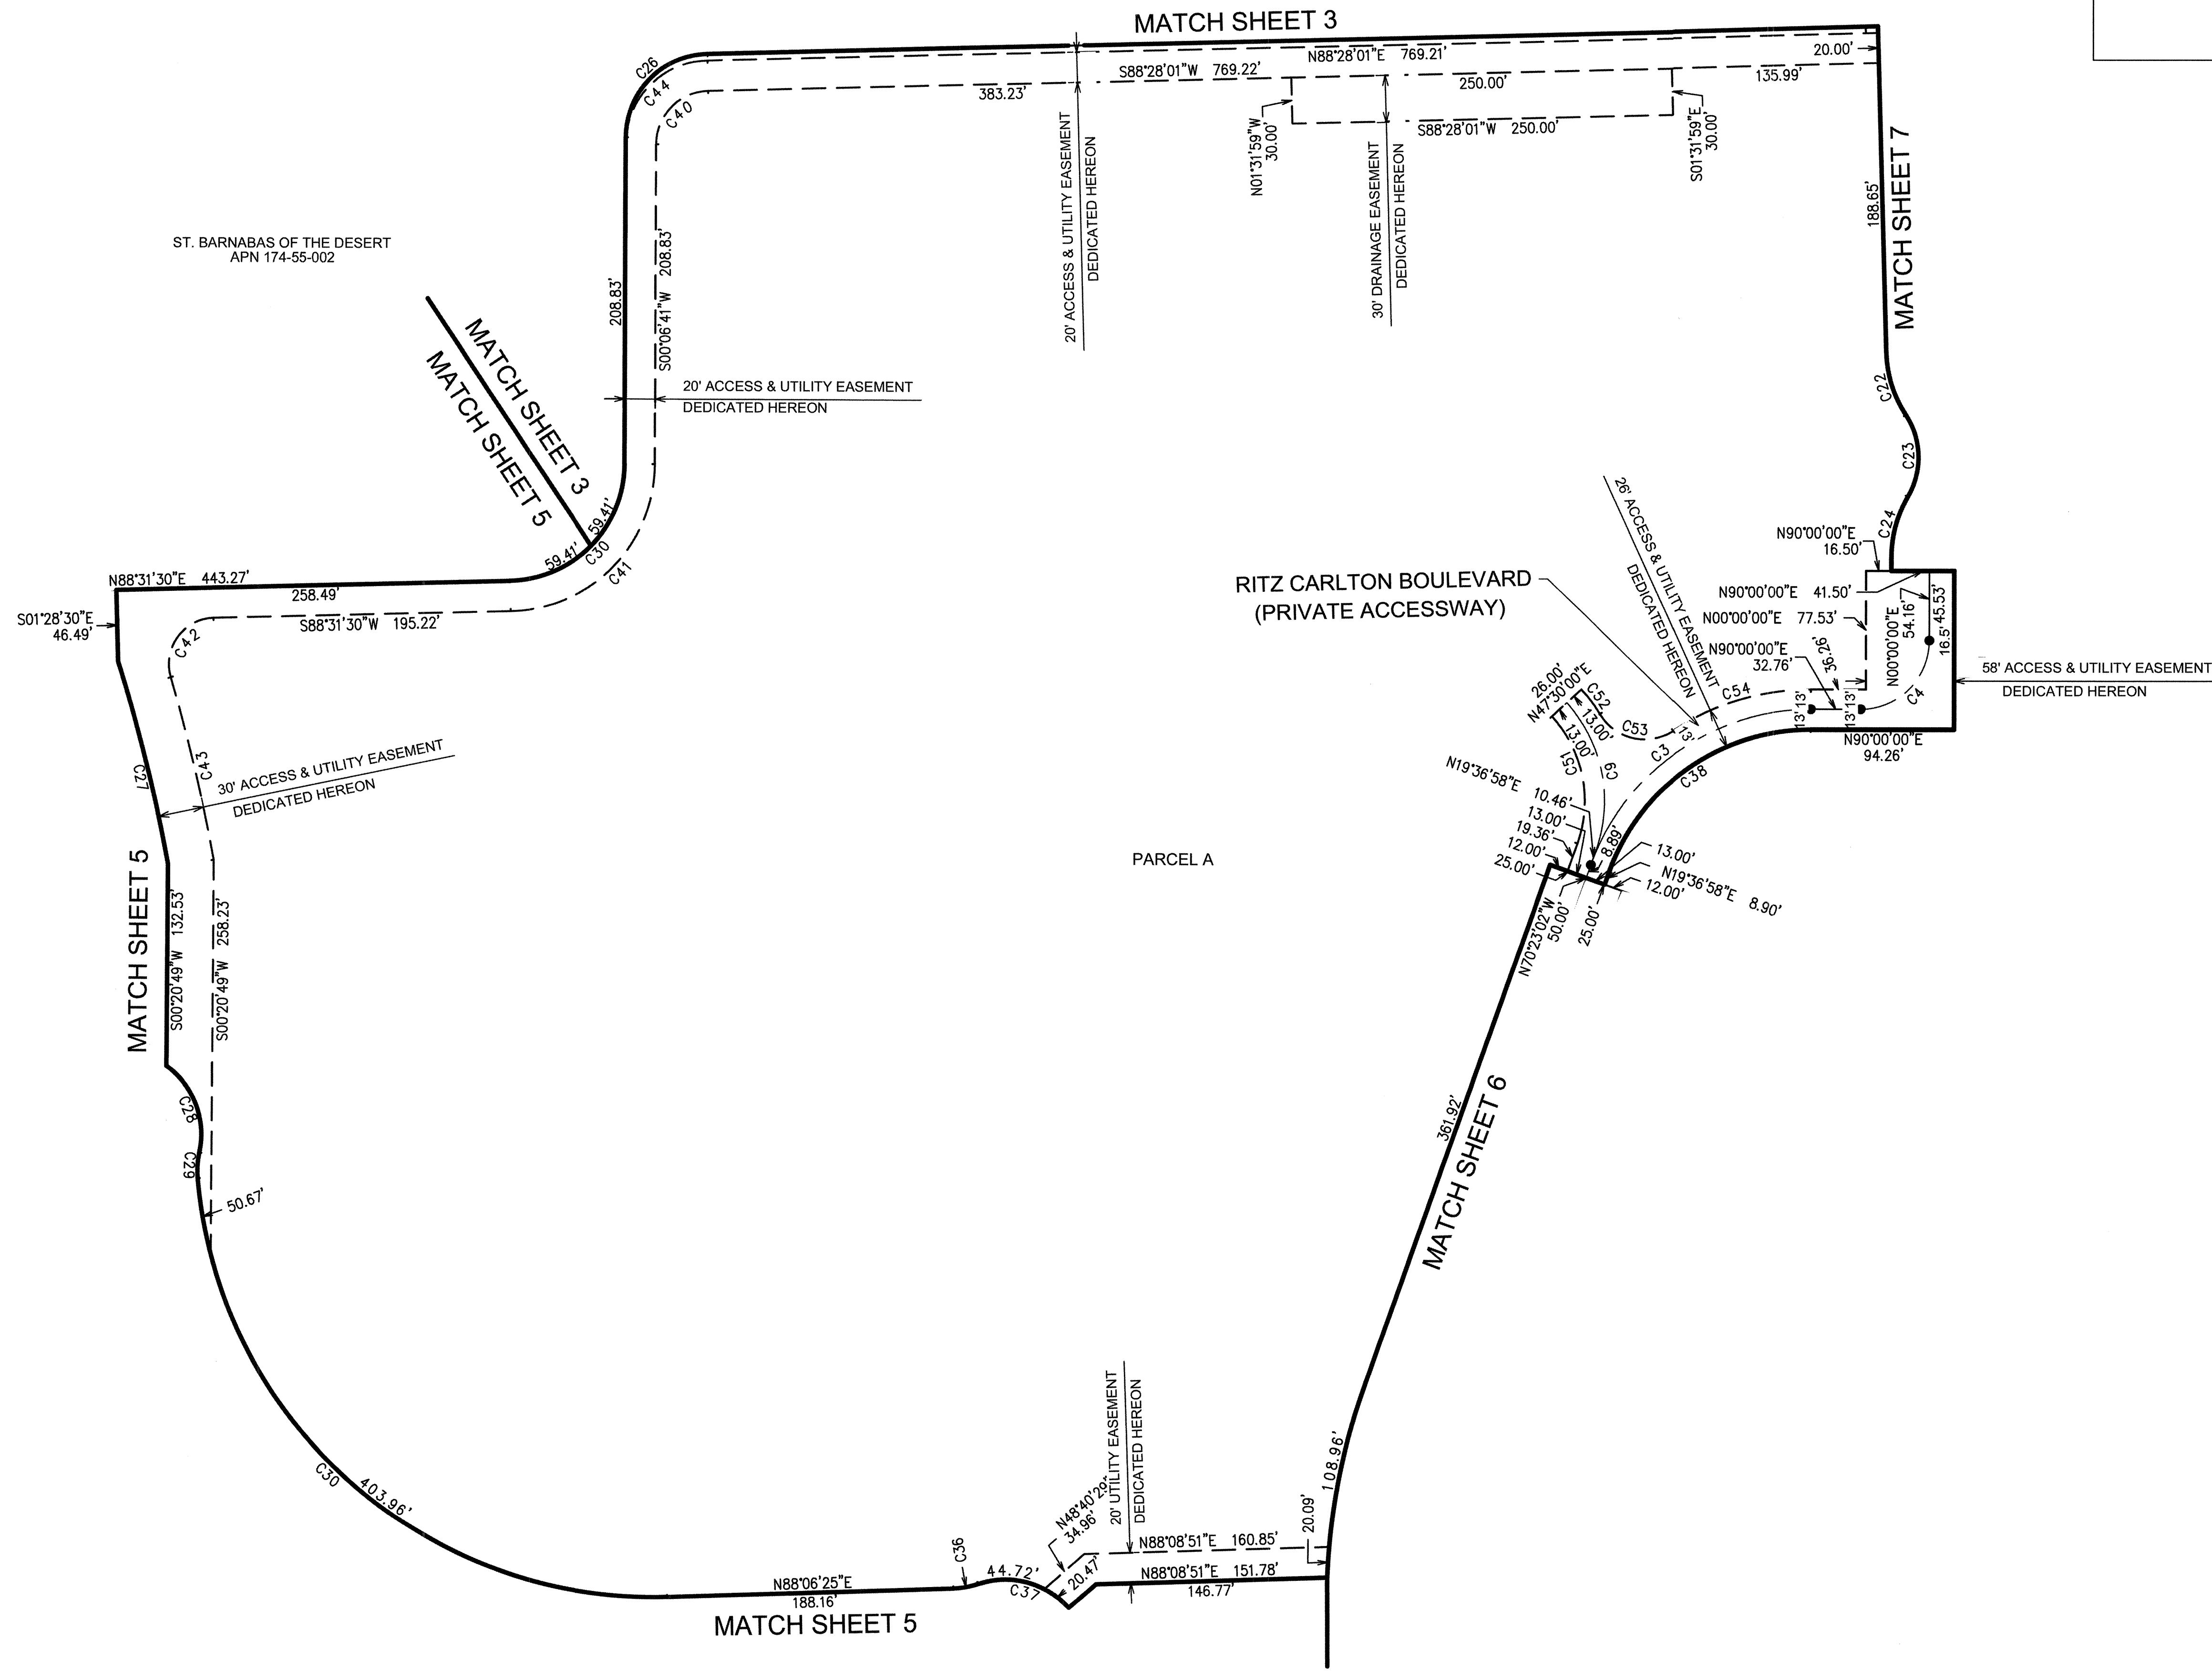 MATCH SHEET 3
C26
C44
C40
N88°28'01"E 769.21'
20.00'
S88°28'01"W 769.22'
383.23'
250.00'
135.99'
S88°28'01"W 250.00'
N01°31'59"W
30.00'
S01°31'59"E
30.00'
20' ACCESS & UTILITY EASEMENT
DEDICATED HEREON
30' DRAINAGE EASEMENT
DEDICATED HEREON
188.65'
MATCH SHEET 7
ST. BARNABAS OF THE DESERT
APN 174-55-002
208.83'
S00°06'41"W 208.83'
MATCH SHEET 3
MATCH SHEET 5
20' ACCESS & UTILITY EASEMENT
DEDICATED HEREON
C22
C23
C24
59.41'
59.41'
C30
C41
N88°31'30"E 443.27'
258.49'
S01°28'30"E
46.49'
S88°31'30"W 195.22'
C42
26' ACCESS & UTILITY EASEMENT
DEDICATED HEREON
RITZ CARLTON BOULEVARD
(PRIVATE ACCESSWAY)
N90°00'00"E
16.50'
N90°00'00"E 41.50'
N00°00'00"E 77.53'
N90°00'00"E
32.76'
36.26'
N00°00'00"E
54.16'
45.53'
16.5'
C4
58' ACCESS & UTILITY EASEMENT
DEDICATED HEREON
13' 13'
13' 13'
N90°00'00"E
94.26'
C54
C52
C53
13'
C3
C38
26.00'
N47°30'00"E
13.00'
13.00'
C51
C9
N19°36'58"E 10.46'
13.00'
19.36'
12.00'
25.00'
8.89'
13.00'
N19°36'58"E 8.90'
12.00'
N70°23'02"W
50.00'
25.00'
C27
C43
30' ACCESS & UTILITY EASEMENT
DEDICATED HEREON
MATCH SHEET 5
S00°20'49"W 132.53'
S00°20'49"W 258.23'
PARCEL A
C28
C29
50.67'
361.92'
MATCH SHEET 6
C30
403.96'
108.96'
20' UTILITY EASEMENT
DEDICATED HEREON
N48°40'29"
34.96'
20.09'
C36
44.72'
C37
20.47'
N88°08'51"E 160.85'
N88°08'51"E 151.78'
146.77'
N88°06'25"E
188.16'
MATCH SHEET 5